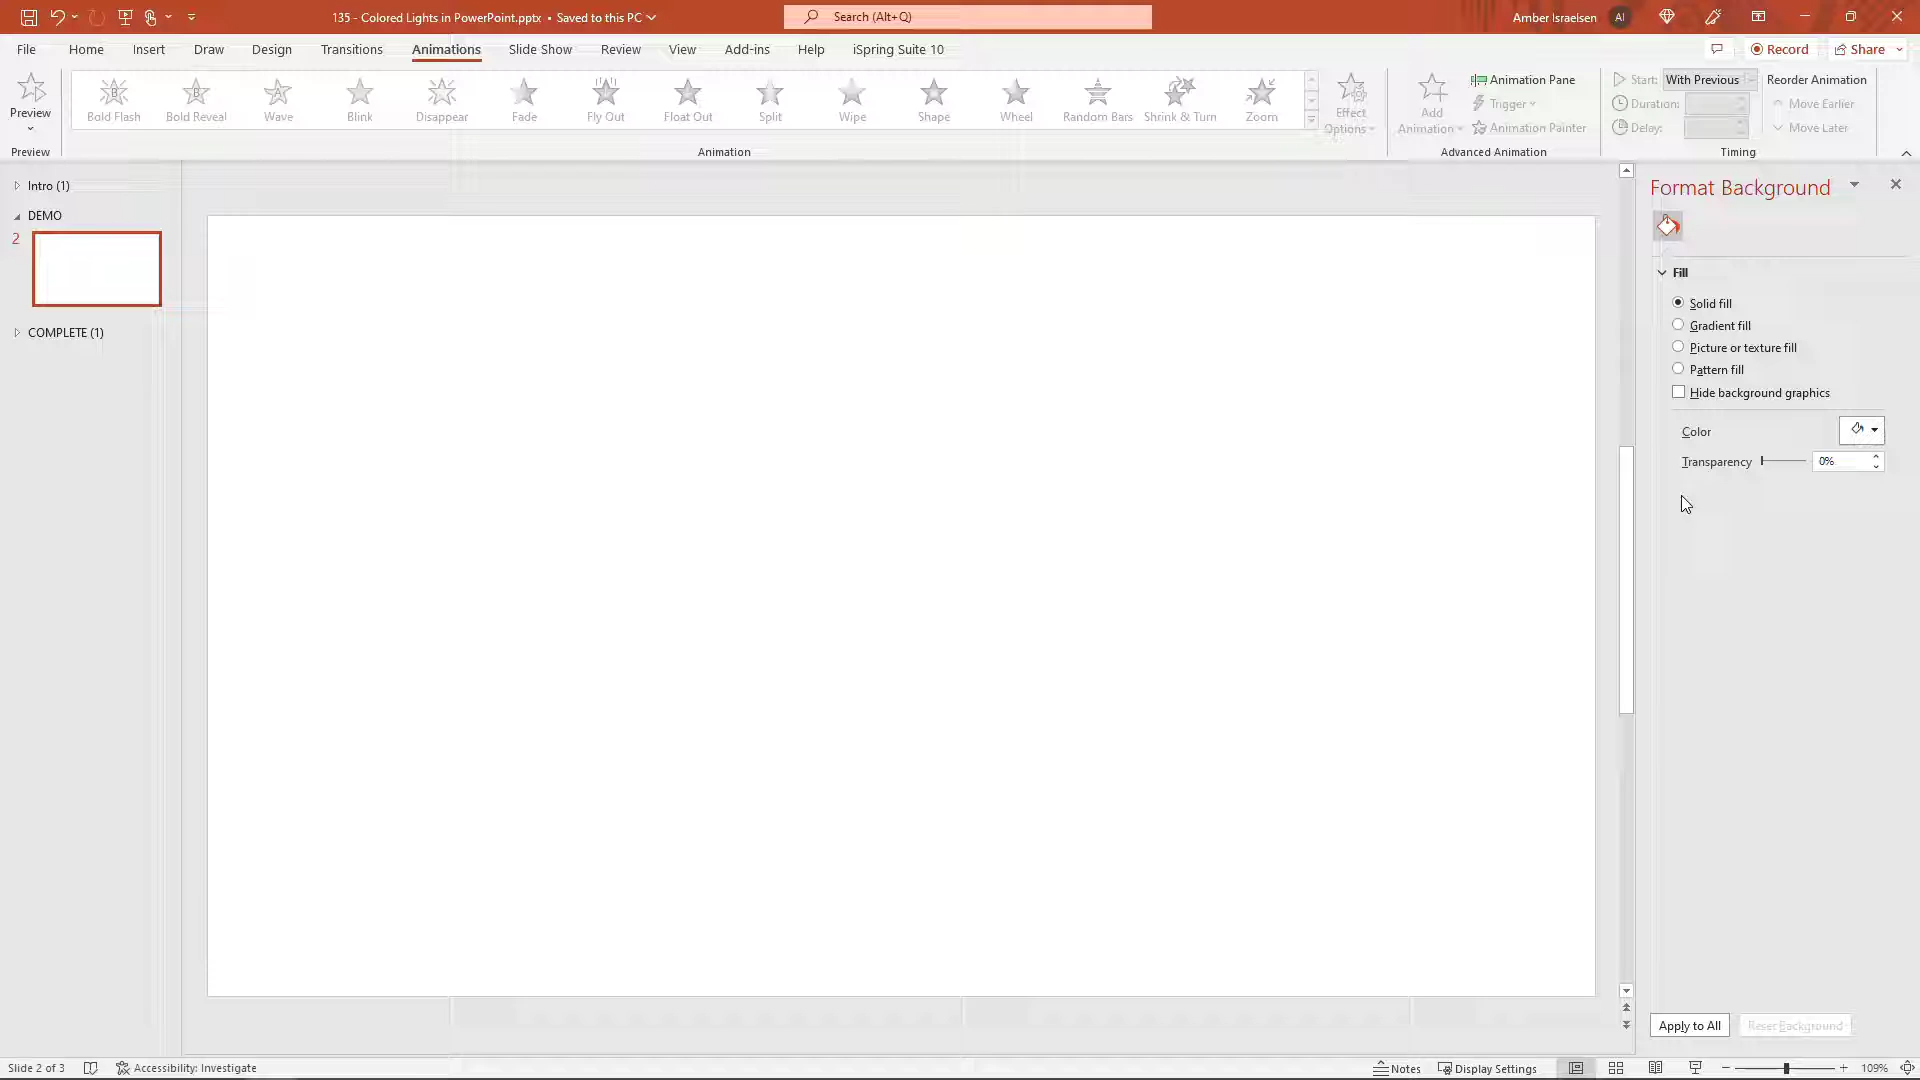 135 - Colored Lights in PowerPoint.pptx • Saved to this PC
Search (Alt+Q)
Amber Israelsen
AI
File Home Insert Draw Design Transitions Animations Slide Show Review View Add-ins Help iSpring Suite 10
Record
Share
Preview
Bold Flash Bold Reveal Wave Blink Disappear Fade Fly Out Float Out Split Wipe Shape Wheel Random Bars Shrink & Turn Zoom
Effect
Options
Add
Animation
Animation Pane
Trigger
Animation Painter
Start: With Previous
Duration:
Delay:
Reorder Animation
Move Earlier
Move Later
Preview
Animation
Advanced Animation
Timing
Intro (1)
DEMO
2
COMPLETE (1)
Format Background
Fill
Solid fill
Gradient fill
Picture or texture fill
Pattern fill
Hide background graphics
Color
Transparency 0%
Apply to All
Reset Background
Slide 2 of 3
Accessibility: Investigate
Notes
Display Settings
109%